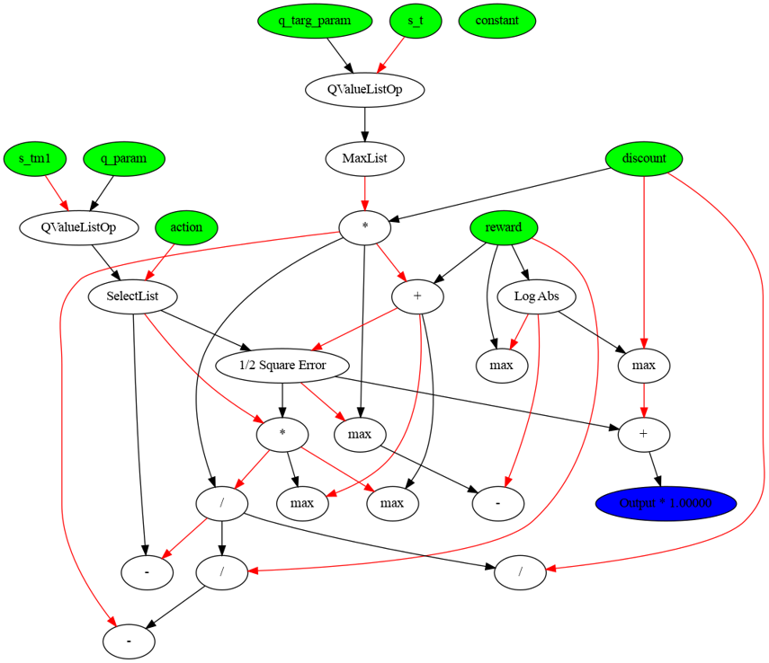 q_targ_param s_t constant
QValueListOp
s_tm1 q_param MaxList discount
QValueListOp action * reward
SelectList + Log Abs
1/2 Square Error max max
* max +
/ max max - Output * 1.00000
- / /
-